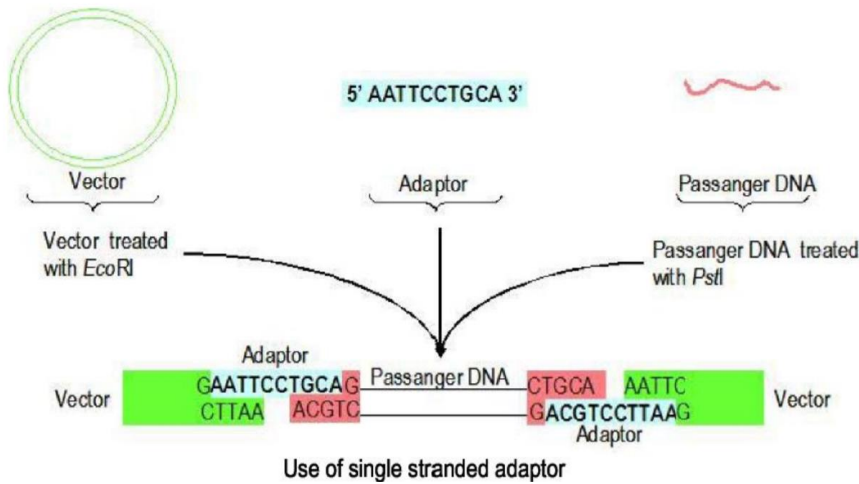 5' AATTCCTGCA 3'
Vector
Adaptor
Passanger DNA
Vector treated
with EcoRI
Passanger DNA treated
with PstI
Adaptor
GAATTCCTGCAG Passanger DNA CTGCA AATTC
Vector
Vector
CTTAA ACGTC GACGTCCTTAAG
Adaptor
Use of single stranded adaptor